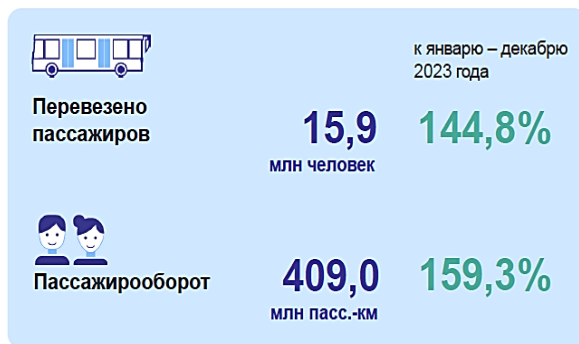 к январю – декабрю
2023 года
Перевезено
пассажиров
15,9
млн человек
144,8%
Пассажирооборот
409,0
млн пасс.-км
159,3%